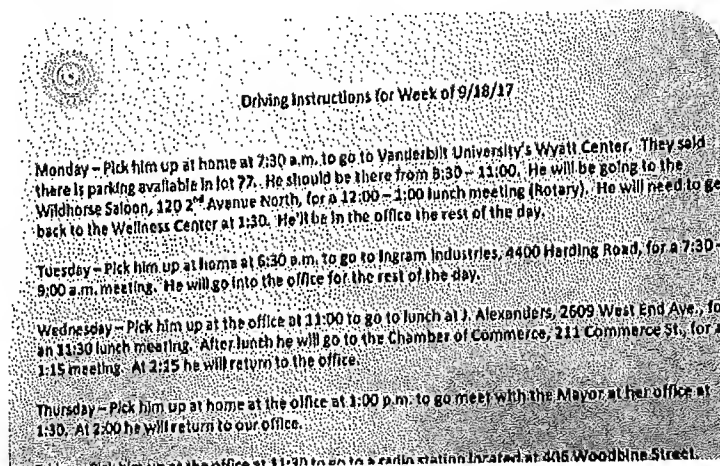 Driving Instructions for Week of 9/18/17
Monday – Pick him up at home at 7:30 a.m. to go to Vanderbilt University's Wyatt Center. They said
there is parking available in lot 77. He should be there from 8:30 – 11:00. He will be going to the
Wildhorse Saloon, 120 2nd Avenue North, for a 12:00 – 1:00 lunch meeting (Rotary). He will need to ge
back to the Wellness Center at 1:30. He'll be in the office the rest of the day.
Tuesday – Pick him up at home at 6:30 a.m. to go to Ingram Industries, 4400 Harding Road, for a 7:30 –
9:00 a.m. meeting. He will go into the office for the rest of the day.
Wednesday – Pick him up at the office at 11:00 to go to lunch at J. Alexanders, 2609 West End Ave., fo
an 11:30 lunch meeting. After lunch he will go to the Chamber of Commerce, 211 Commerce St., for a
1:15 meeting. At 2:15 he will return to the office.
Thursday – Pick him up at home at the office at 1:00 p.m. to go meet with the Mayor at her office at
1:30. At 2:00 he will return to our office.
Pick him up at the office at 11:30 to go to a radio station located at 406 Woodbine Street.